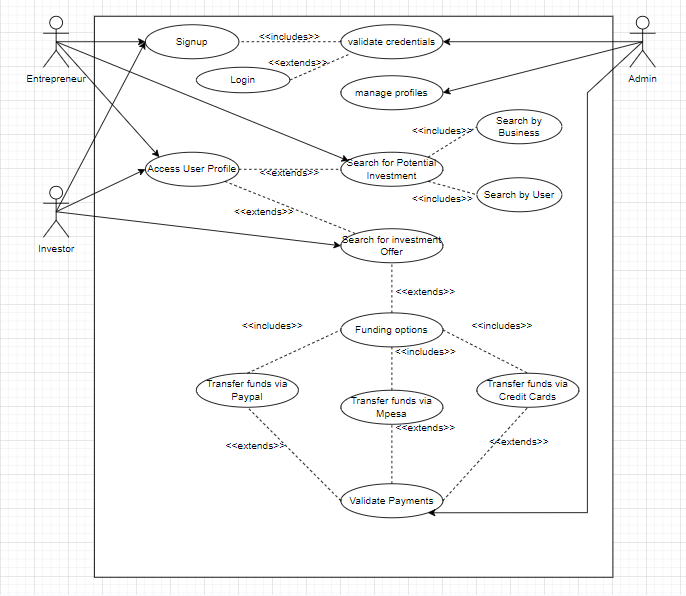 <<includes>>
Signup
validate credentials
<<extends>>
Login
Entrepreneur
Admin
manage profiles
Search by
Business
<<includes>>
Search for Potential
Investment
Access User Profile
<<extends>>
Search by User
<<includes>>
<<extends>>
Investor
Search for investment
Offer
<<extends>>
<<includes>>
<<includes>>
Funding options
<<includes>>
Transfer funds via
Paypal
Transfer funds via
Mpesa
Transfer funds via
Credit Cards
<<extends>>
<<extends>>
<<extends>>
Validate Payments